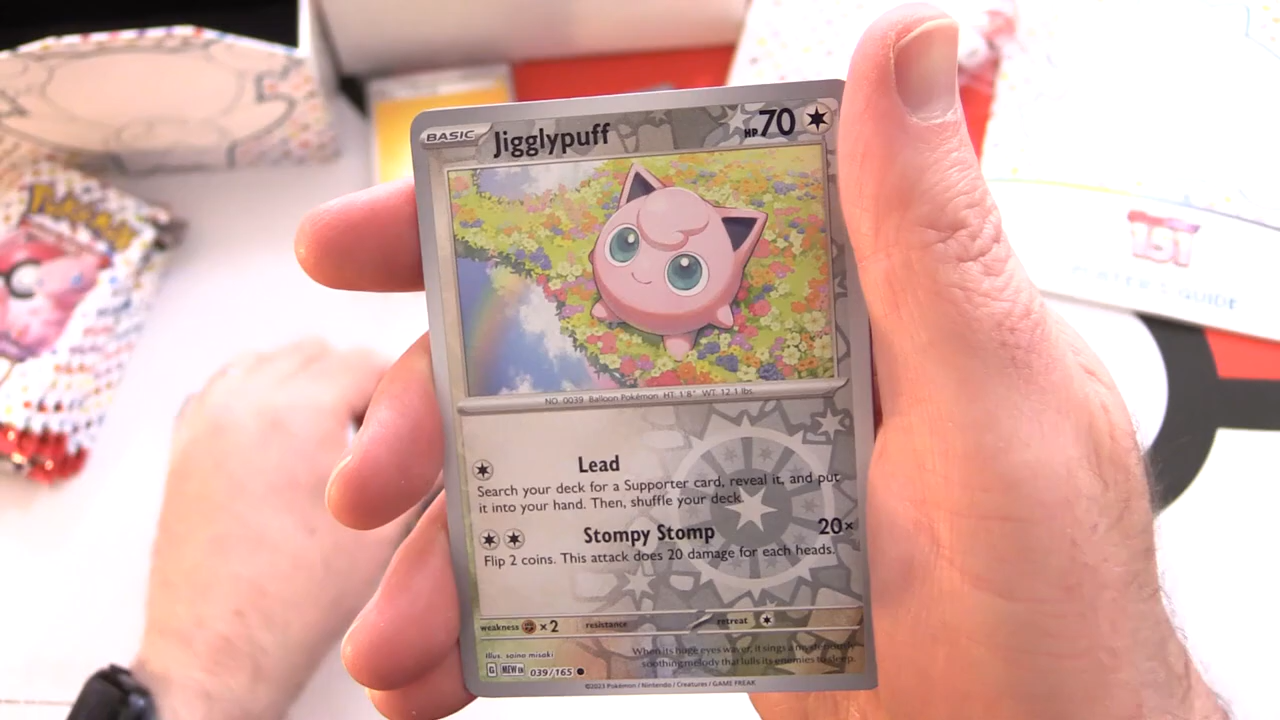 BASIC Jigglypuff HP 70
NO. 0039 Balloon Pokémon HT: 1'8" WT: 12.1 lbs.
Lead
Search your deck for a Supporter card, reveal it, and put
it into your hand. Then, shuffle your deck.
Stompy Stomp 20×
Flip 2 coins. This attack does 20 damage for each heads.
weakness ×2 resistance retreat
Illus. saino misaki
When its huge eyes waver, it sings a mysteriously
soothing melody that lulls its enemies to sleep.
G MEW EN 039/165
©2023 Pokémon / Nintendo / Creatures / GAME FREAK
Pokémon
151